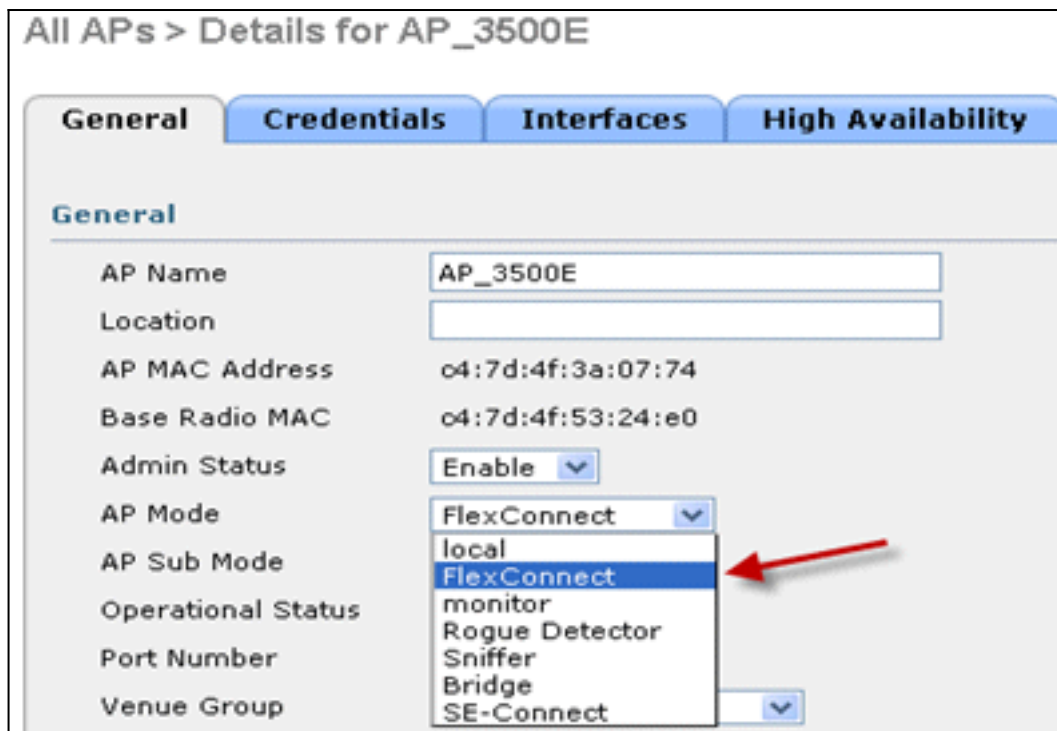 All APs > Details for AP_3500E
General Credentials Interfaces High Availability
General
AP Name AP_3500E
Location
AP MAC Address c4:7d:4f:3a:07:74
Base Radio MAC c4:7d:4f:53:24:e0
Admin Status Enable
AP Mode FlexConnect
local
AP Sub Mode FlexConnect
monitor
Operational Status
Rogue Detector
Port Number Sniffer
Bridge
Venue Group SE-Connect